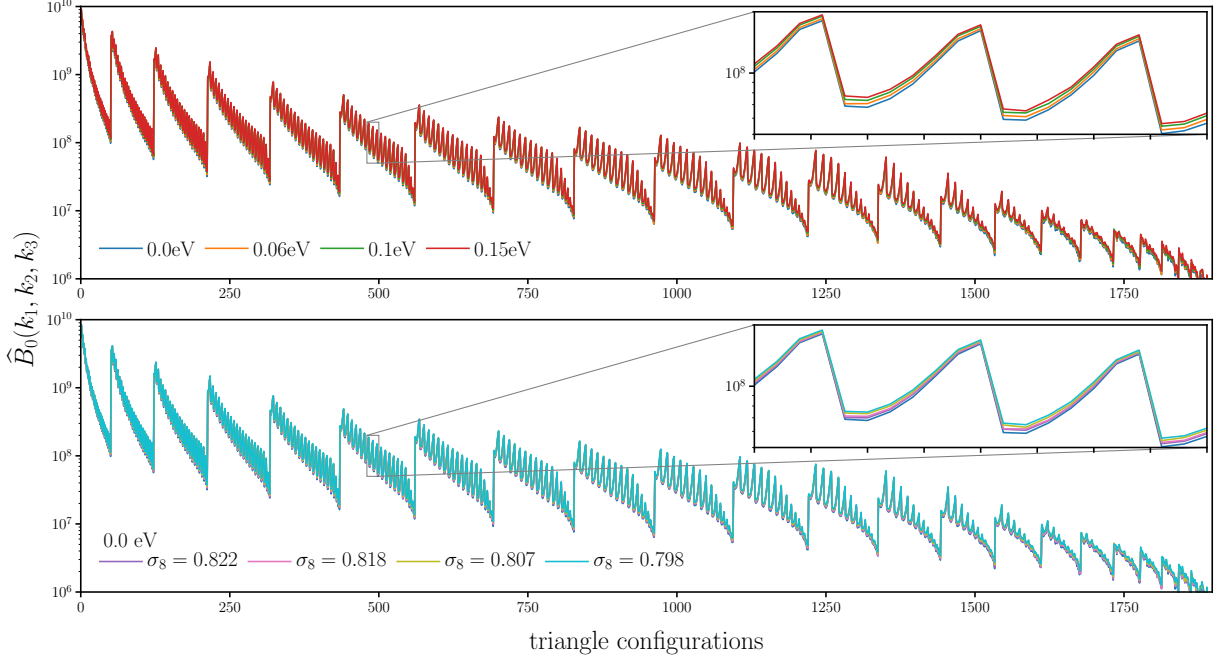 10^10
10^9
10^8
10^7
10^6
10^8
0.0eV 0.06eV 0.1eV 0.15eV
0 250 500 750 1000 1250 1500 1750
B̂₀(k₁, k₂, k₃)
10^10
10^9
10^8
10^7
10^6
10^8
0.0 eV
σ₈ = 0.822 σ₈ = 0.818 σ₈ = 0.807 σ₈ = 0.798
0 250 500 750 1000 1250 1500 1750
triangle configurations